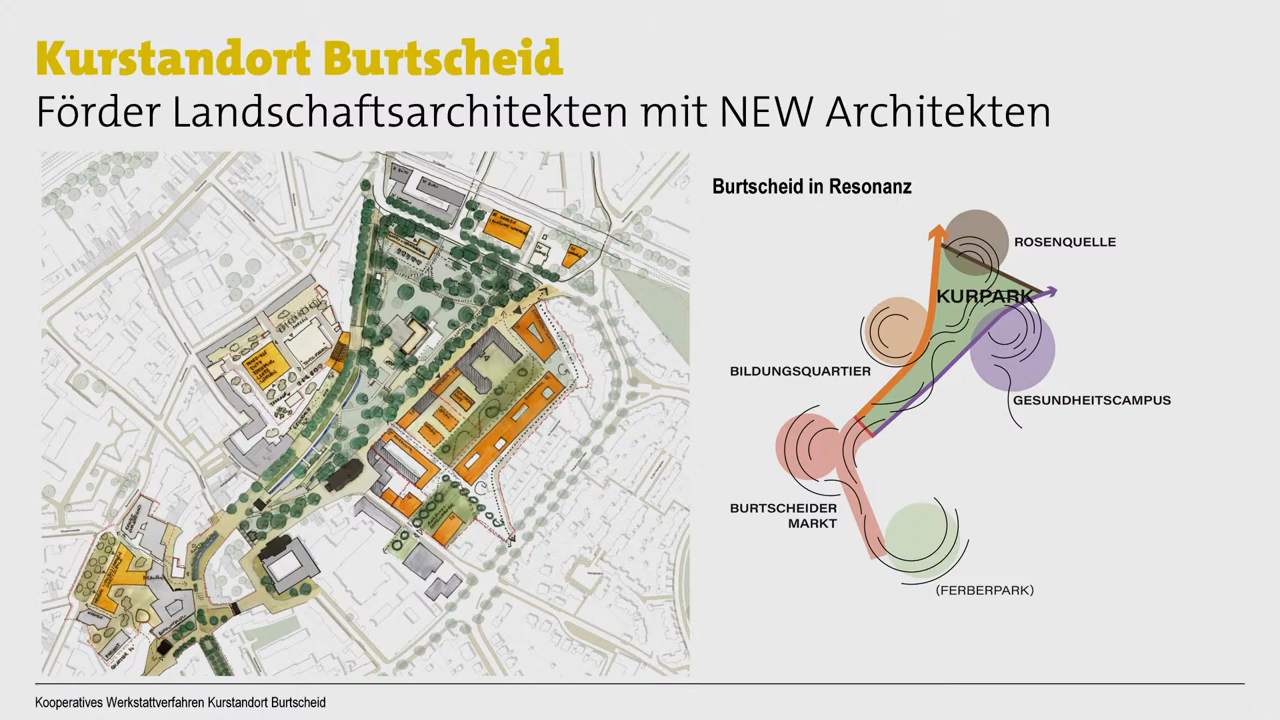 Kurstandort Burtscheid
Förder Landschaftsarchitekten mit NEW Architekten
Burtscheid in Resonanz
ROSENQUELLE
KURPARK
BILDUNGSQUARTIER
GESUNDHEITSCAMPUS
BURTSCHEIDER
MARKT
(FERBERPARK)
Kooperatives Werkstattverfahren Kurstandort Burtscheid